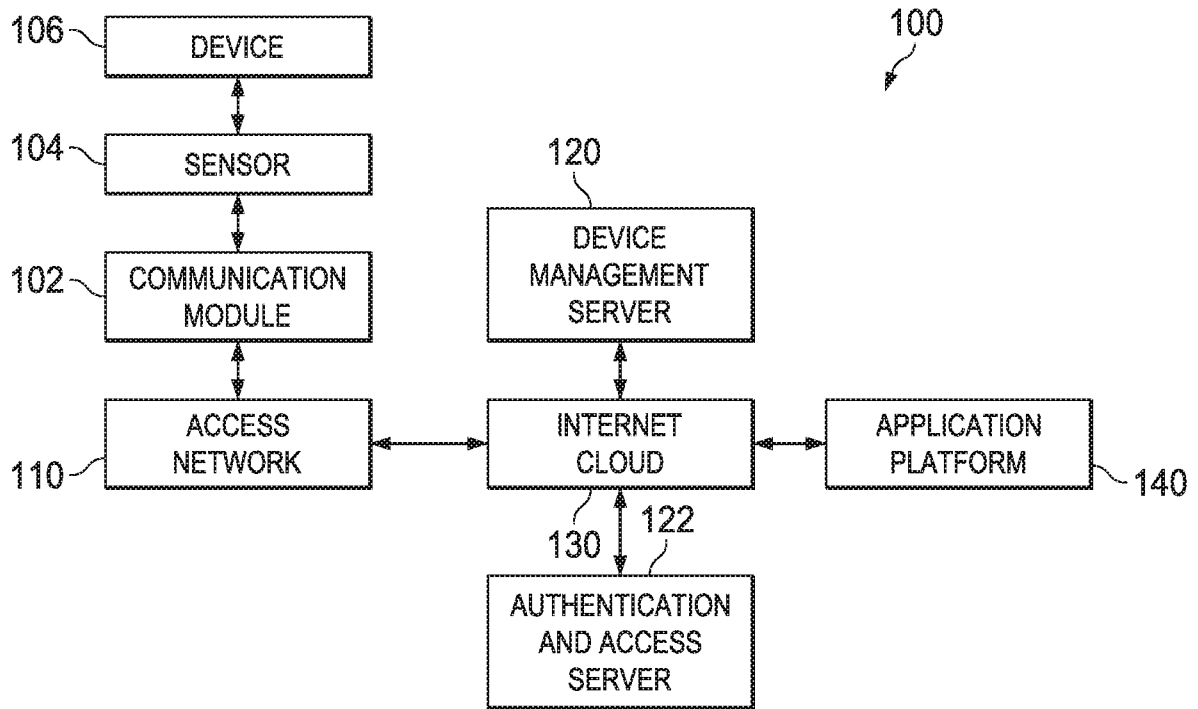 106
DEVICE
100
104
SENSOR
120
102
COMMUNICATION
MODULE
DEVICE
MANAGEMENT
SERVER
110
ACCESS
NETWORK
INTERNET
CLOUD
APPLICATION
PLATFORM
140
130
122
AUTHENTICATION
AND ACCESS
SERVER